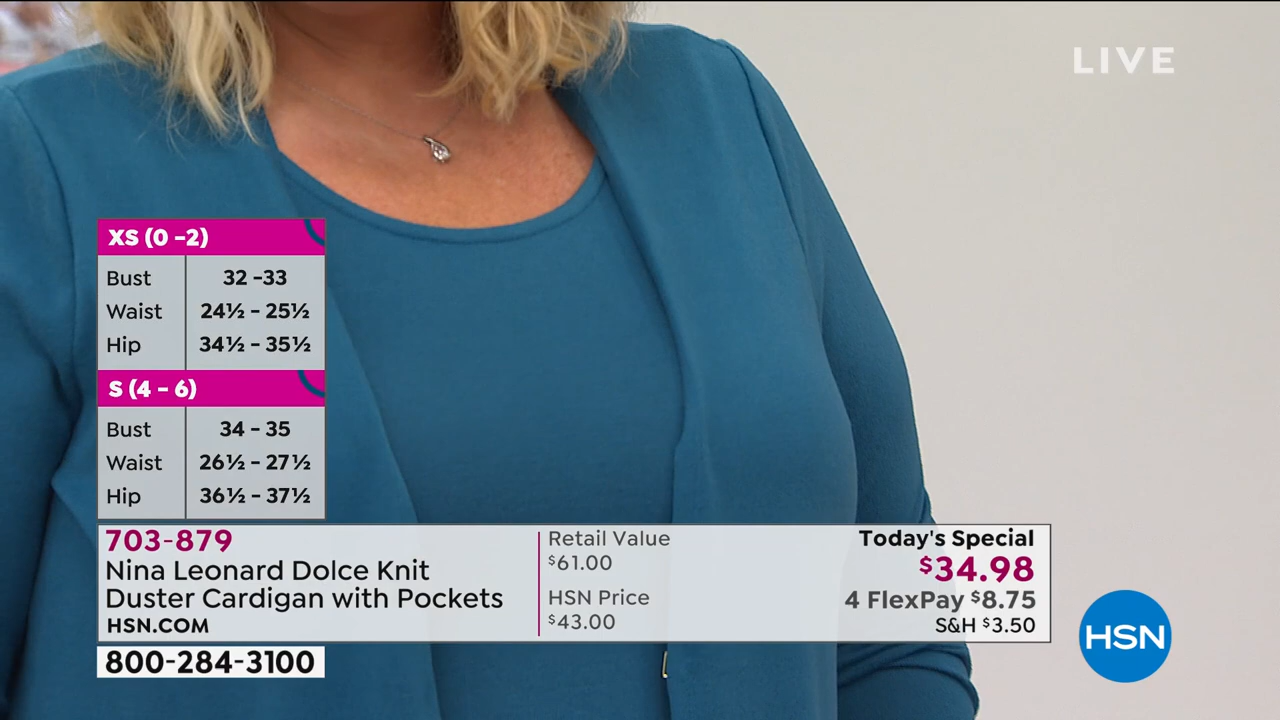 LIVE
XS (0 –2)
Bust 32 –33
Waist 24½ – 25½
Hip 34½ – 35½
S (4 – 6)
Bust 34 – 35
Waist 26½ – 27½
Hip 36½ – 37½
703-879
Nina Leonard Dolce Knit
Duster Cardigan with Pockets
HSN.COM
Retail Value
$61.00
HSN Price
$43.00
Today's Special
$34.98
4 FlexPay $8.75
S&H $3.50
800-284-3100
HSN